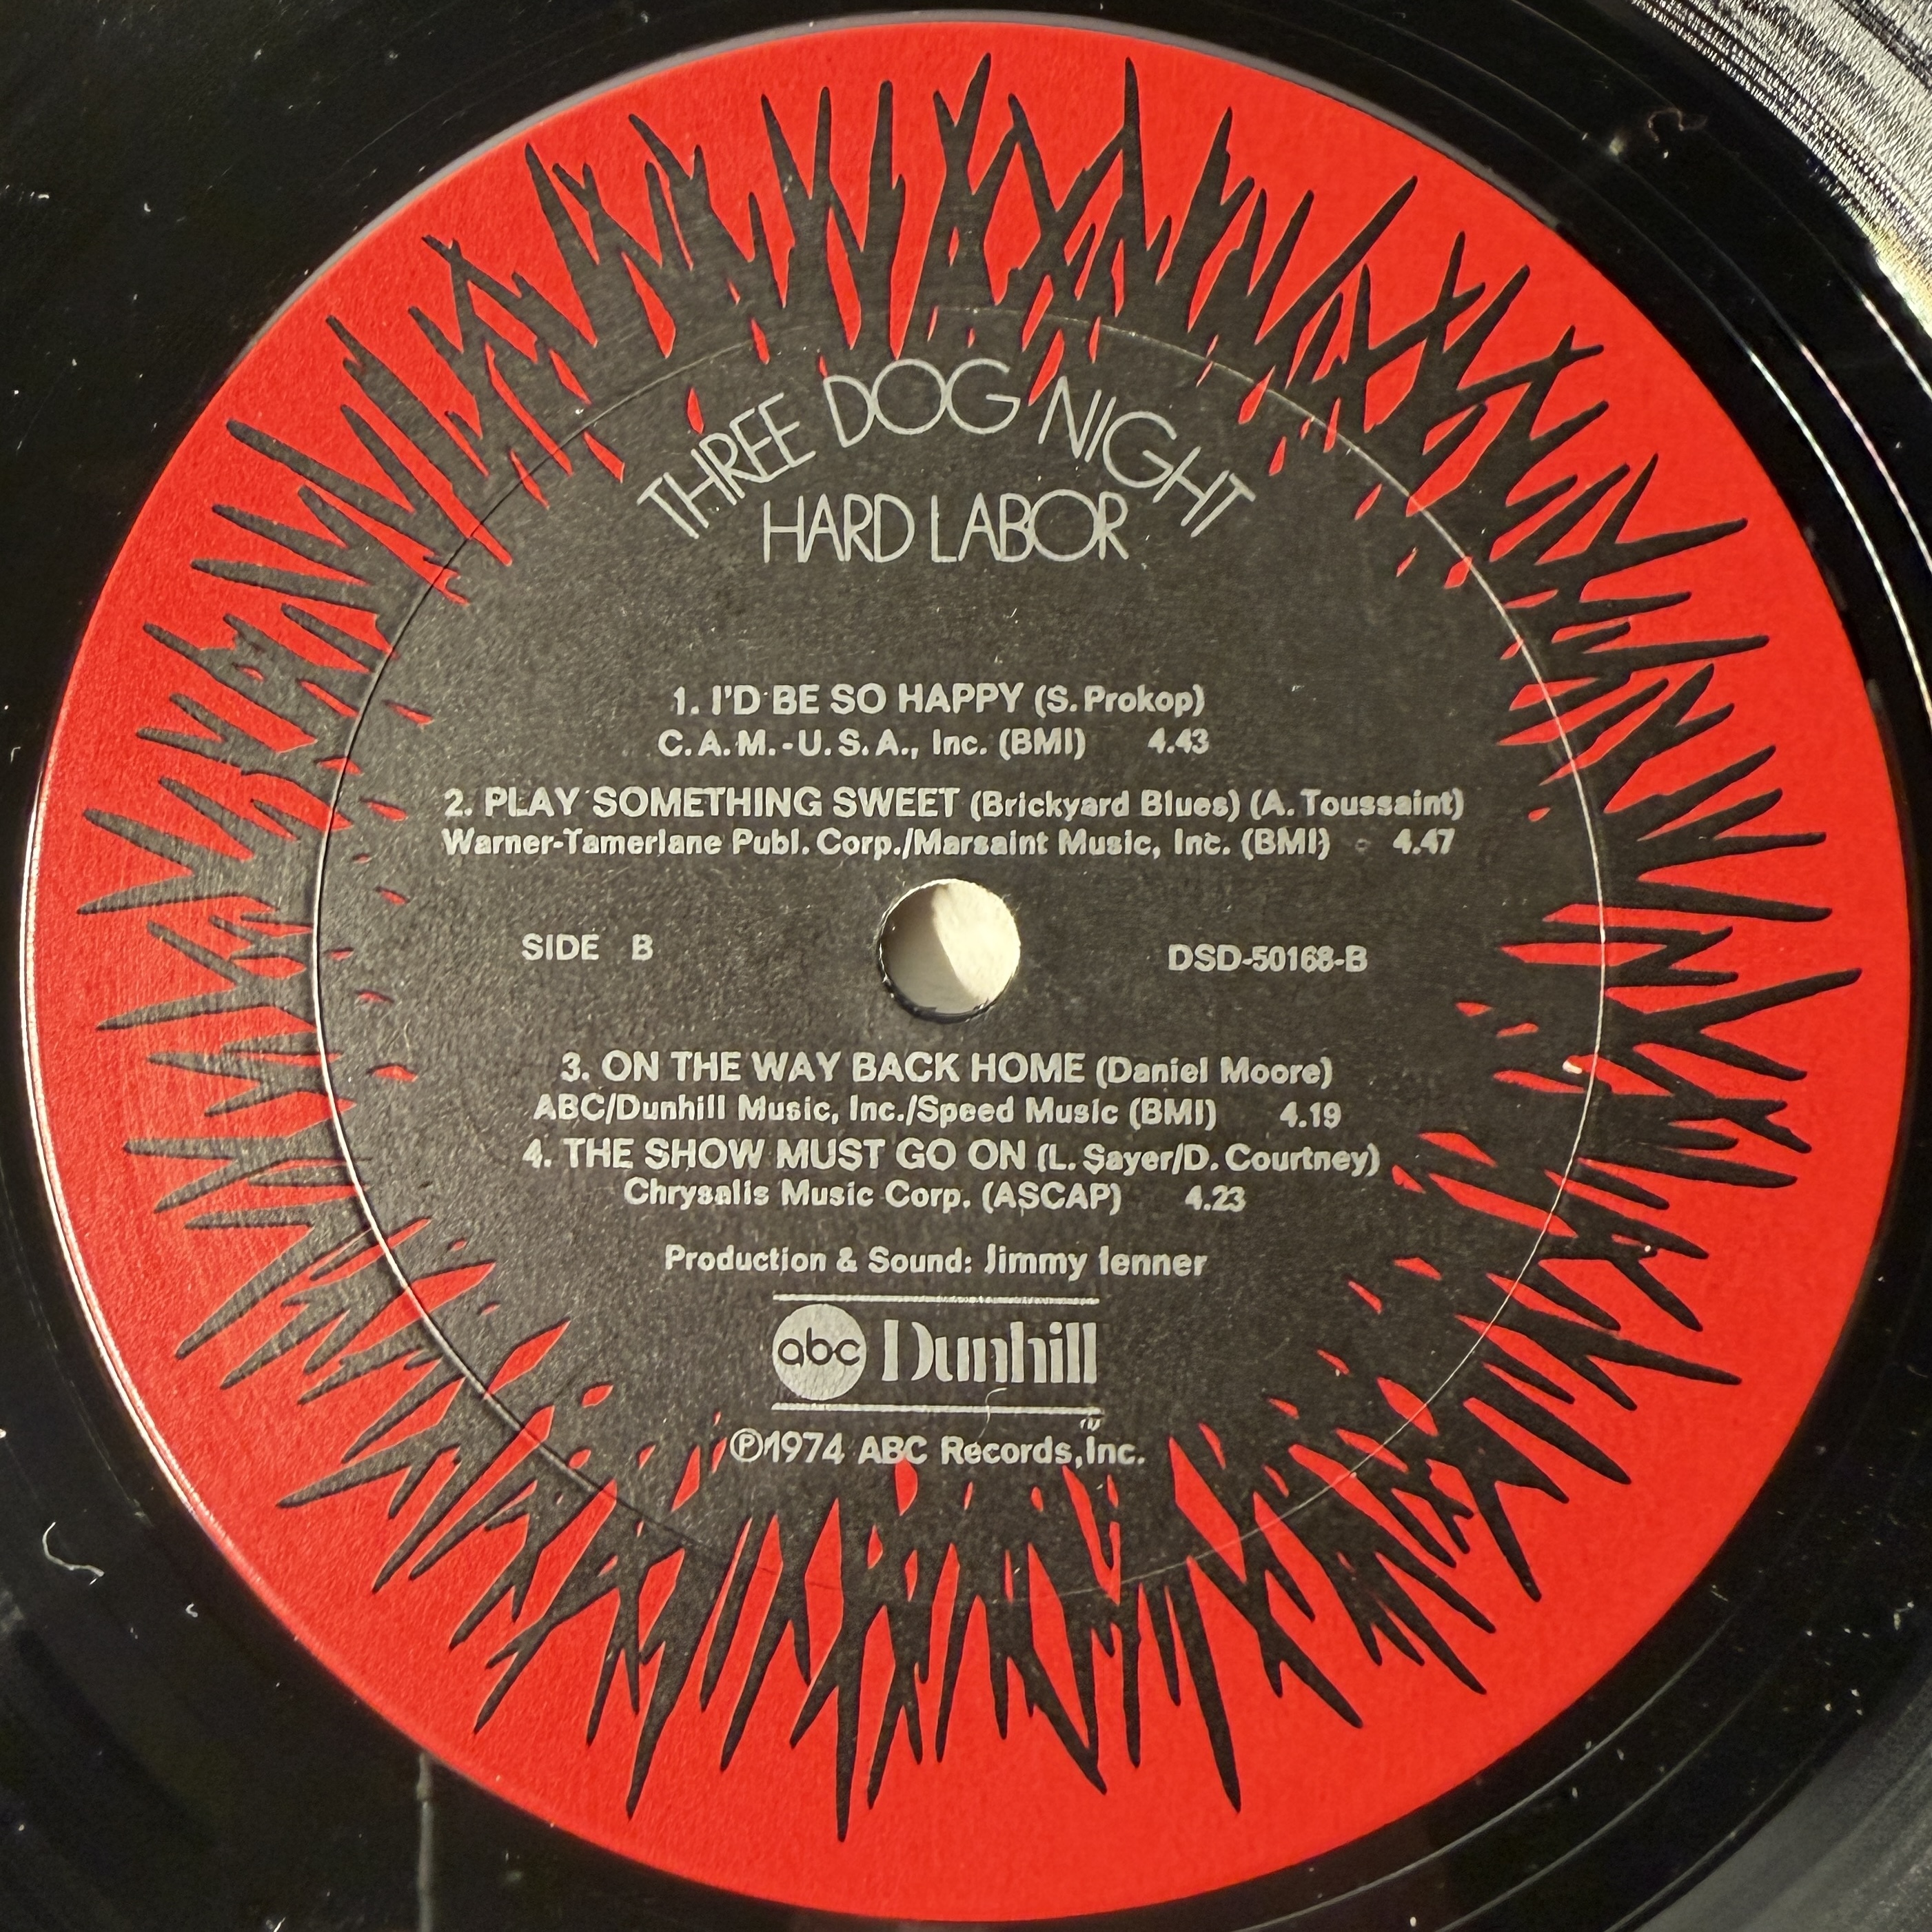 THREE DOG NIGHT
HARD LABOR
1. I'D BE SO HAPPY (S. Prokop)
C.A.M.-U.S.A., Inc. (BMI) 4.43
2. PLAY SOMETHING SWEET (Brickyard Blues) (A. Toussaint)
Warner-Tamerlane Publ. Corp./Marsaint Music, Inc. (BMI) 4.47
SIDE B DSD-50168-B
3. ON THE WAY BACK HOME (Daniel Moore)
ABC/Dunhill Music, Inc./Speed Music (BMI) 4.19
4. THE SHOW MUST GO ON (L. Sayer/D. Courtney)
Chrysalis Music Corp. (ASCAP) 4.23
Production & Sound: Jimmy Ienner
abc Dunhill
TM
℗1974 ABC Records, Inc.